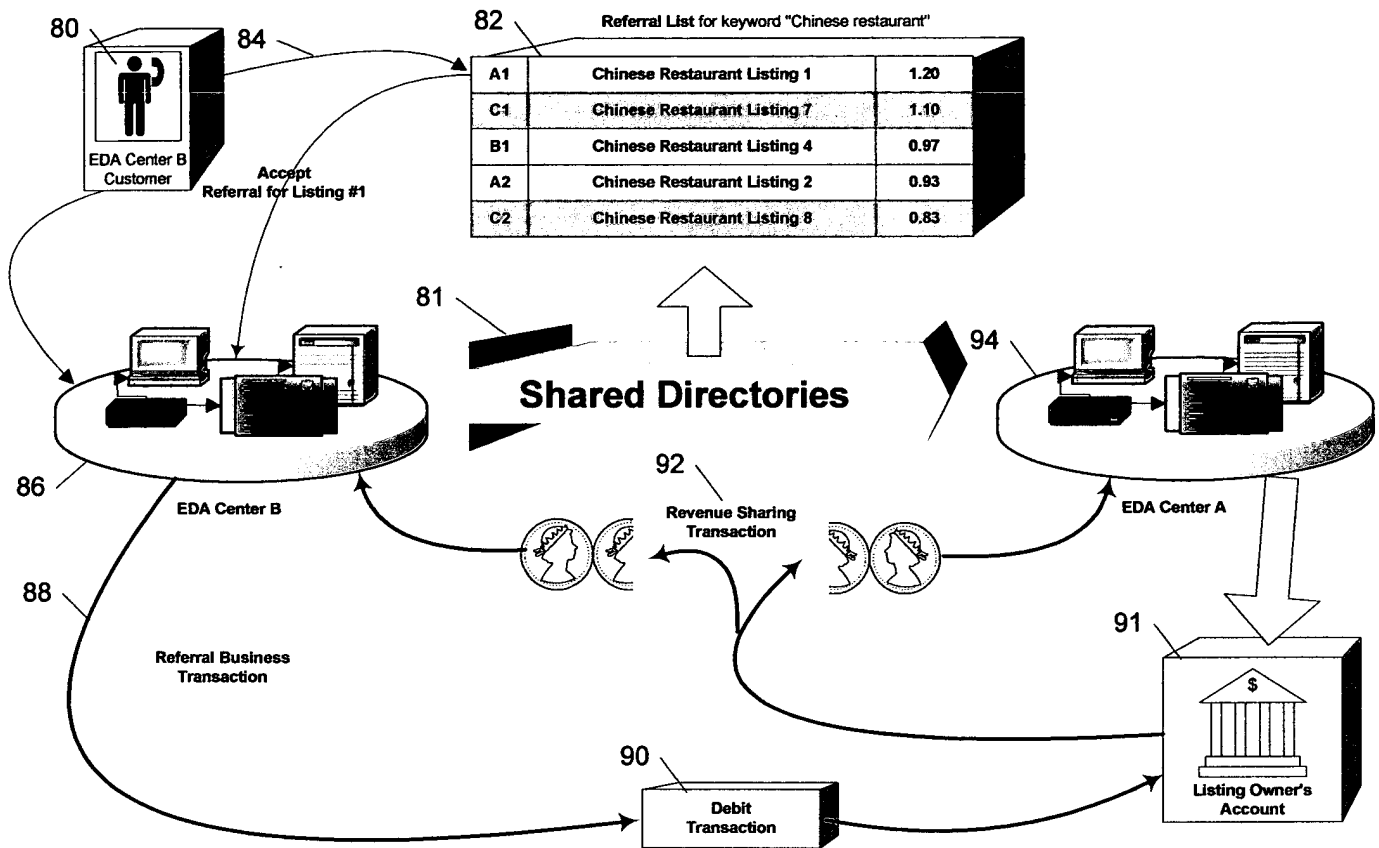 80
84
82
Referral List for keyword "Chinese restaurant"
A1 Chinese Restaurant Listing 1 1.20
C1 Chinese Restaurant Listing 7 1.10
B1 Chinese Restaurant Listing 4 0.97
A2 Chinese Restaurant Listing 2 0.93
C2 Chinese Restaurant Listing 8 0.83
EDA Center B
Customer
Accept
Referral for Listing #1
81
94
Shared Directories
86
EDA Center B
92
Revenue Sharing
Transaction
EDA Center A
88
Referral Business
Transaction
91
$
Listing Owner's
Account
90
Debit
Transaction